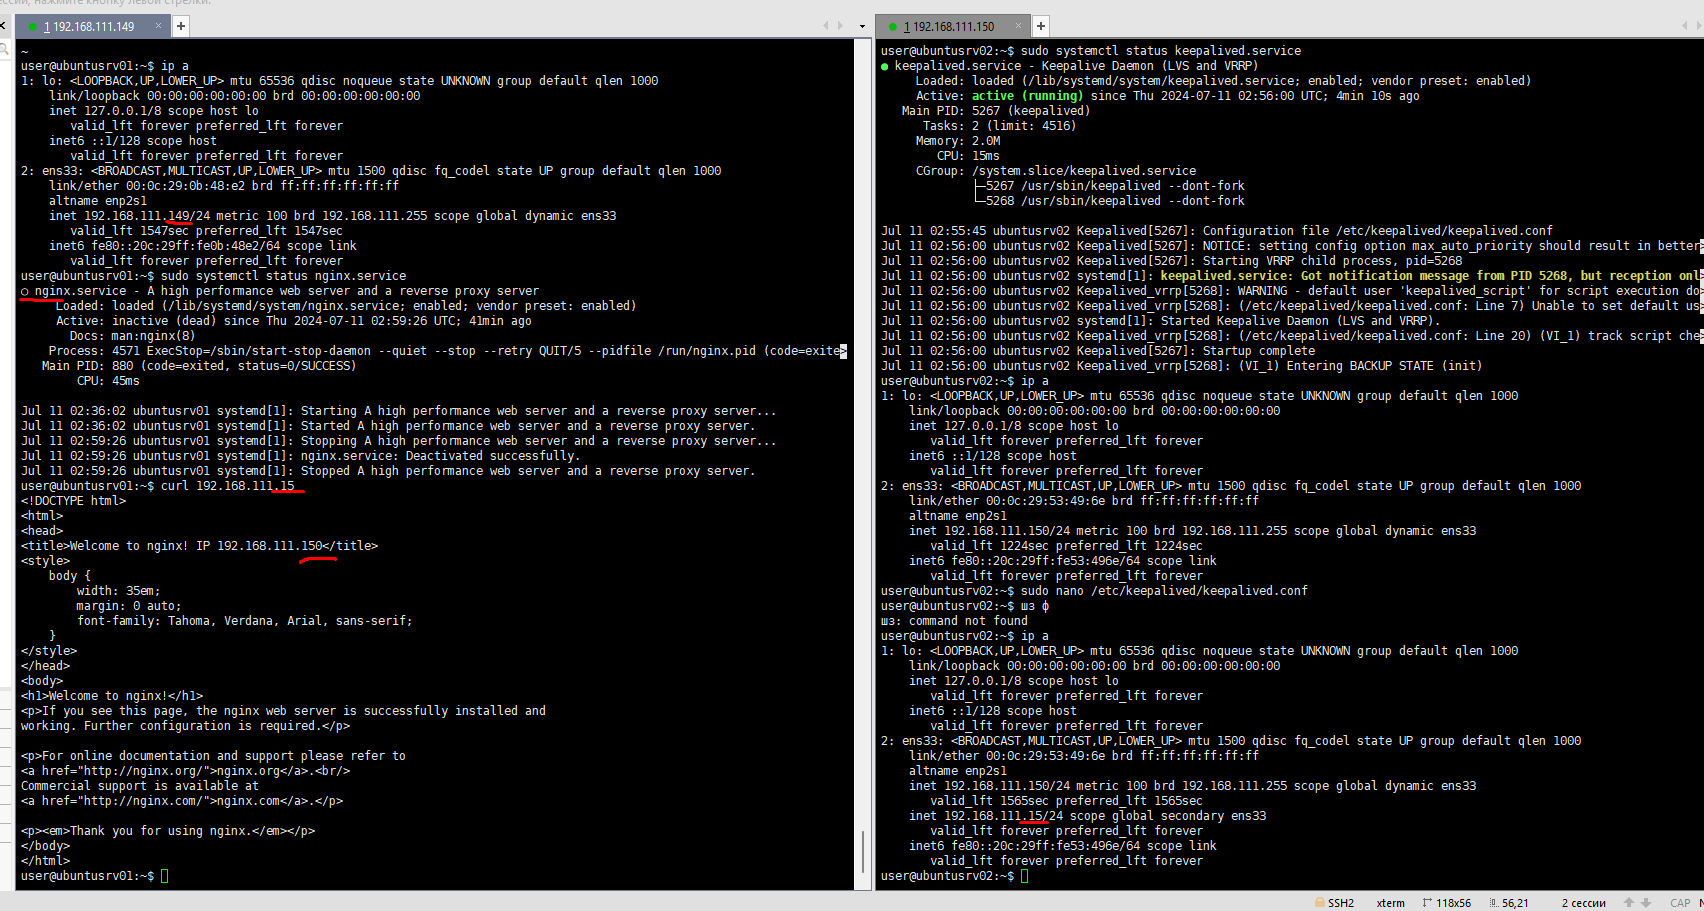 сессии, нажмите кнопку левой стрелки.
1 192.168.111.149
~
user@ubuntusrv01:~$ ip a
1: lo: <LOOPBACK,UP,LOWER_UP> mtu 65536 qdisc noqueue state UNKNOWN group default qlen 1000
link/loopback 00:00:00:00:00:00 brd 00:00:00:00:00:00
inet 127.0.0.1/8 scope host lo
valid_lft forever preferred_lft forever
inet6 ::1/128 scope host
valid_lft forever preferred_lft forever
2: ens33: <BROADCAST,MULTICAST,UP,LOWER_UP> mtu 1500 qdisc fq_codel state UP group default qlen 1000
link/ether 00:0c:29:0b:48:e2 brd ff:ff:ff:ff:ff:ff
altname enp2s1
inet 192.168.111.149/24 metric 100 brd 192.168.111.255 scope global dynamic ens33
valid_lft 1547sec preferred_lft 1547sec
inet6 fe80::20c:29ff:fe0b:48e2/64 scope link
valid_lft forever preferred_lft forever
user@ubuntusrv01:~$ sudo systemctl status nginx.service
○ nginx.service - A high performance web server and a reverse proxy server
Loaded: loaded (/lib/systemd/system/nginx.service; enabled; vendor preset: enabled)
Active: inactive (dead) since Thu 2024-07-11 02:59:26 UTC; 41min ago
Docs: man:nginx(8)
Process: 4571 ExecStop=/sbin/start-stop-daemon --quiet --stop --retry QUIT/5 --pidfile /run/nginx.pid (code=exite>
Main PID: 880 (code=exited, status=0/SUCCESS)
CPU: 45ms
Jul 11 02:36:02 ubuntusrv01 systemd[1]: Starting A high performance web server and a reverse proxy server...
Jul 11 02:36:02 ubuntusrv01 systemd[1]: Started A high performance web server and a reverse proxy server.
Jul 11 02:59:26 ubuntusrv01 systemd[1]: Stopping A high performance web server and a reverse proxy server...
Jul 11 02:59:26 ubuntusrv01 systemd[1]: nginx.service: Deactivated successfully.
Jul 11 02:59:26 ubuntusrv01 systemd[1]: Stopped A high performance web server and a reverse proxy server.
user@ubuntusrv01:~$ curl 192.168.111.15
<!DOCTYPE html>
<html>
<head>
<title>Welcome to nginx! IP 192.168.111.150</title>
<style>
body {
width: 35em;
margin: 0 auto;
font-family: Tahoma, Verdana, Arial, sans-serif;
}
</style>
</head>
<body>
<h1>Welcome to nginx!</h1>
<p>If you see this page, the nginx web server is successfully installed and
working. Further configuration is required.</p>
<p>For online documentation and support please refer to
<a href="http://nginx.org/">nginx.org</a>.<br/>
Commercial support is available at
<a href="http://nginx.com/">nginx.com</a>.</p>
<p><em>Thank you for using nginx.</em></p>
</body>
</html>
user@ubuntusrv01:~$
1 192.168.111.150
user@ubuntusrv02:~$ sudo systemctl status keepalived.service
● keepalived.service - Keepalive Daemon (LVS and VRRP)
Loaded: loaded (/lib/systemd/system/keepalived.service; enabled; vendor preset: enabled)
Active: active (running) since Thu 2024-07-11 02:56:00 UTC; 4min 10s ago
Main PID: 5267 (keepalived)
Tasks: 2 (limit: 4516)
Memory: 2.0M
CPU: 15ms
CGroup: /system.slice/keepalived.service
├─5267 /usr/sbin/keepalived --dont-fork
└─5268 /usr/sbin/keepalived --dont-fork
Jul 11 02:55:45 ubuntusrv02 Keepalived[5267]: Configuration file /etc/keepalived/keepalived.conf
Jul 11 02:56:00 ubuntusrv02 Keepalived[5267]: NOTICE: setting config option max_auto_priority should result in better>
Jul 11 02:56:00 ubuntusrv02 Keepalived[5267]: Starting VRRP child process, pid=5268
Jul 11 02:56:00 ubuntusrv02 systemd[1]: keepalived.service: Got notification message from PID 5268, but reception onl>
Jul 11 02:56:00 ubuntusrv02 Keepalived_vrrp[5268]: WARNING - default user 'keepalived_script' for script execution do>
Jul 11 02:56:00 ubuntusrv02 Keepalived_vrrp[5268]: (/etc/keepalived/keepalived.conf: Line 7) Unable to set default us>
Jul 11 02:56:00 ubuntusrv02 systemd[1]: Started Keepalive Daemon (LVS and VRRP).
Jul 11 02:56:00 ubuntusrv02 Keepalived_vrrp[5268]: (/etc/keepalived/keepalived.conf: Line 20) (VI_1) track script che>
Jul 11 02:56:00 ubuntusrv02 Keepalived[5267]: Startup complete
Jul 11 02:56:00 ubuntusrv02 Keepalived_vrrp[5268]: (VI_1) Entering BACKUP STATE (init)
user@ubuntusrv02:~$ ip a
1: lo: <LOOPBACK,UP,LOWER_UP> mtu 65536 qdisc noqueue state UNKNOWN group default qlen 1000
link/loopback 00:00:00:00:00:00 brd 00:00:00:00:00:00
inet 127.0.0.1/8 scope host lo
valid_lft forever preferred_lft forever
inet6 ::1/128 scope host
valid_lft forever preferred_lft forever
2: ens33: <BROADCAST,MULTICAST,UP,LOWER_UP> mtu 1500 qdisc fq_codel state UP group default qlen 1000
link/ether 00:0c:29:53:49:6e brd ff:ff:ff:ff:ff:ff
altname enp2s1
inet 192.168.111.150/24 metric 100 brd 192.168.111.255 scope global dynamic ens33
valid_lft 1224sec preferred_lft 1224sec
inet6 fe80::20c:29ff:fe53:496e/64 scope link
valid_lft forever preferred_lft forever
user@ubuntusrv02:~$ sudo nano /etc/keepalived/keepalived.conf
user@ubuntusrv02:~$ шз ф
шз: command not found
user@ubuntusrv02:~$ ip a
1: lo: <LOOPBACK,UP,LOWER_UP> mtu 65536 qdisc noqueue state UNKNOWN group default qlen 1000
link/loopback 00:00:00:00:00:00 brd 00:00:00:00:00:00
inet 127.0.0.1/8 scope host lo
valid_lft forever preferred_lft forever
inet6 ::1/128 scope host
valid_lft forever preferred_lft forever
2: ens33: <BROADCAST,MULTICAST,UP,LOWER_UP> mtu 1500 qdisc fq_codel state UP group default qlen 1000
link/ether 00:0c:29:53:49:6e brd ff:ff:ff:ff:ff:ff
altname enp2s1
inet 192.168.111.150/24 metric 100 brd 192.168.111.255 scope global dynamic ens33
valid_lft 1565sec preferred_lft 1565sec
inet 192.168.111.15/24 scope global secondary ens33
valid_lft forever preferred_lft forever
inet6 fe80::20c:29ff:fe53:496e/64 scope link
valid_lft forever preferred_lft forever
user@ubuntusrv02:~$
SSH2 xterm 118x56 56,21 2 сессии CAP